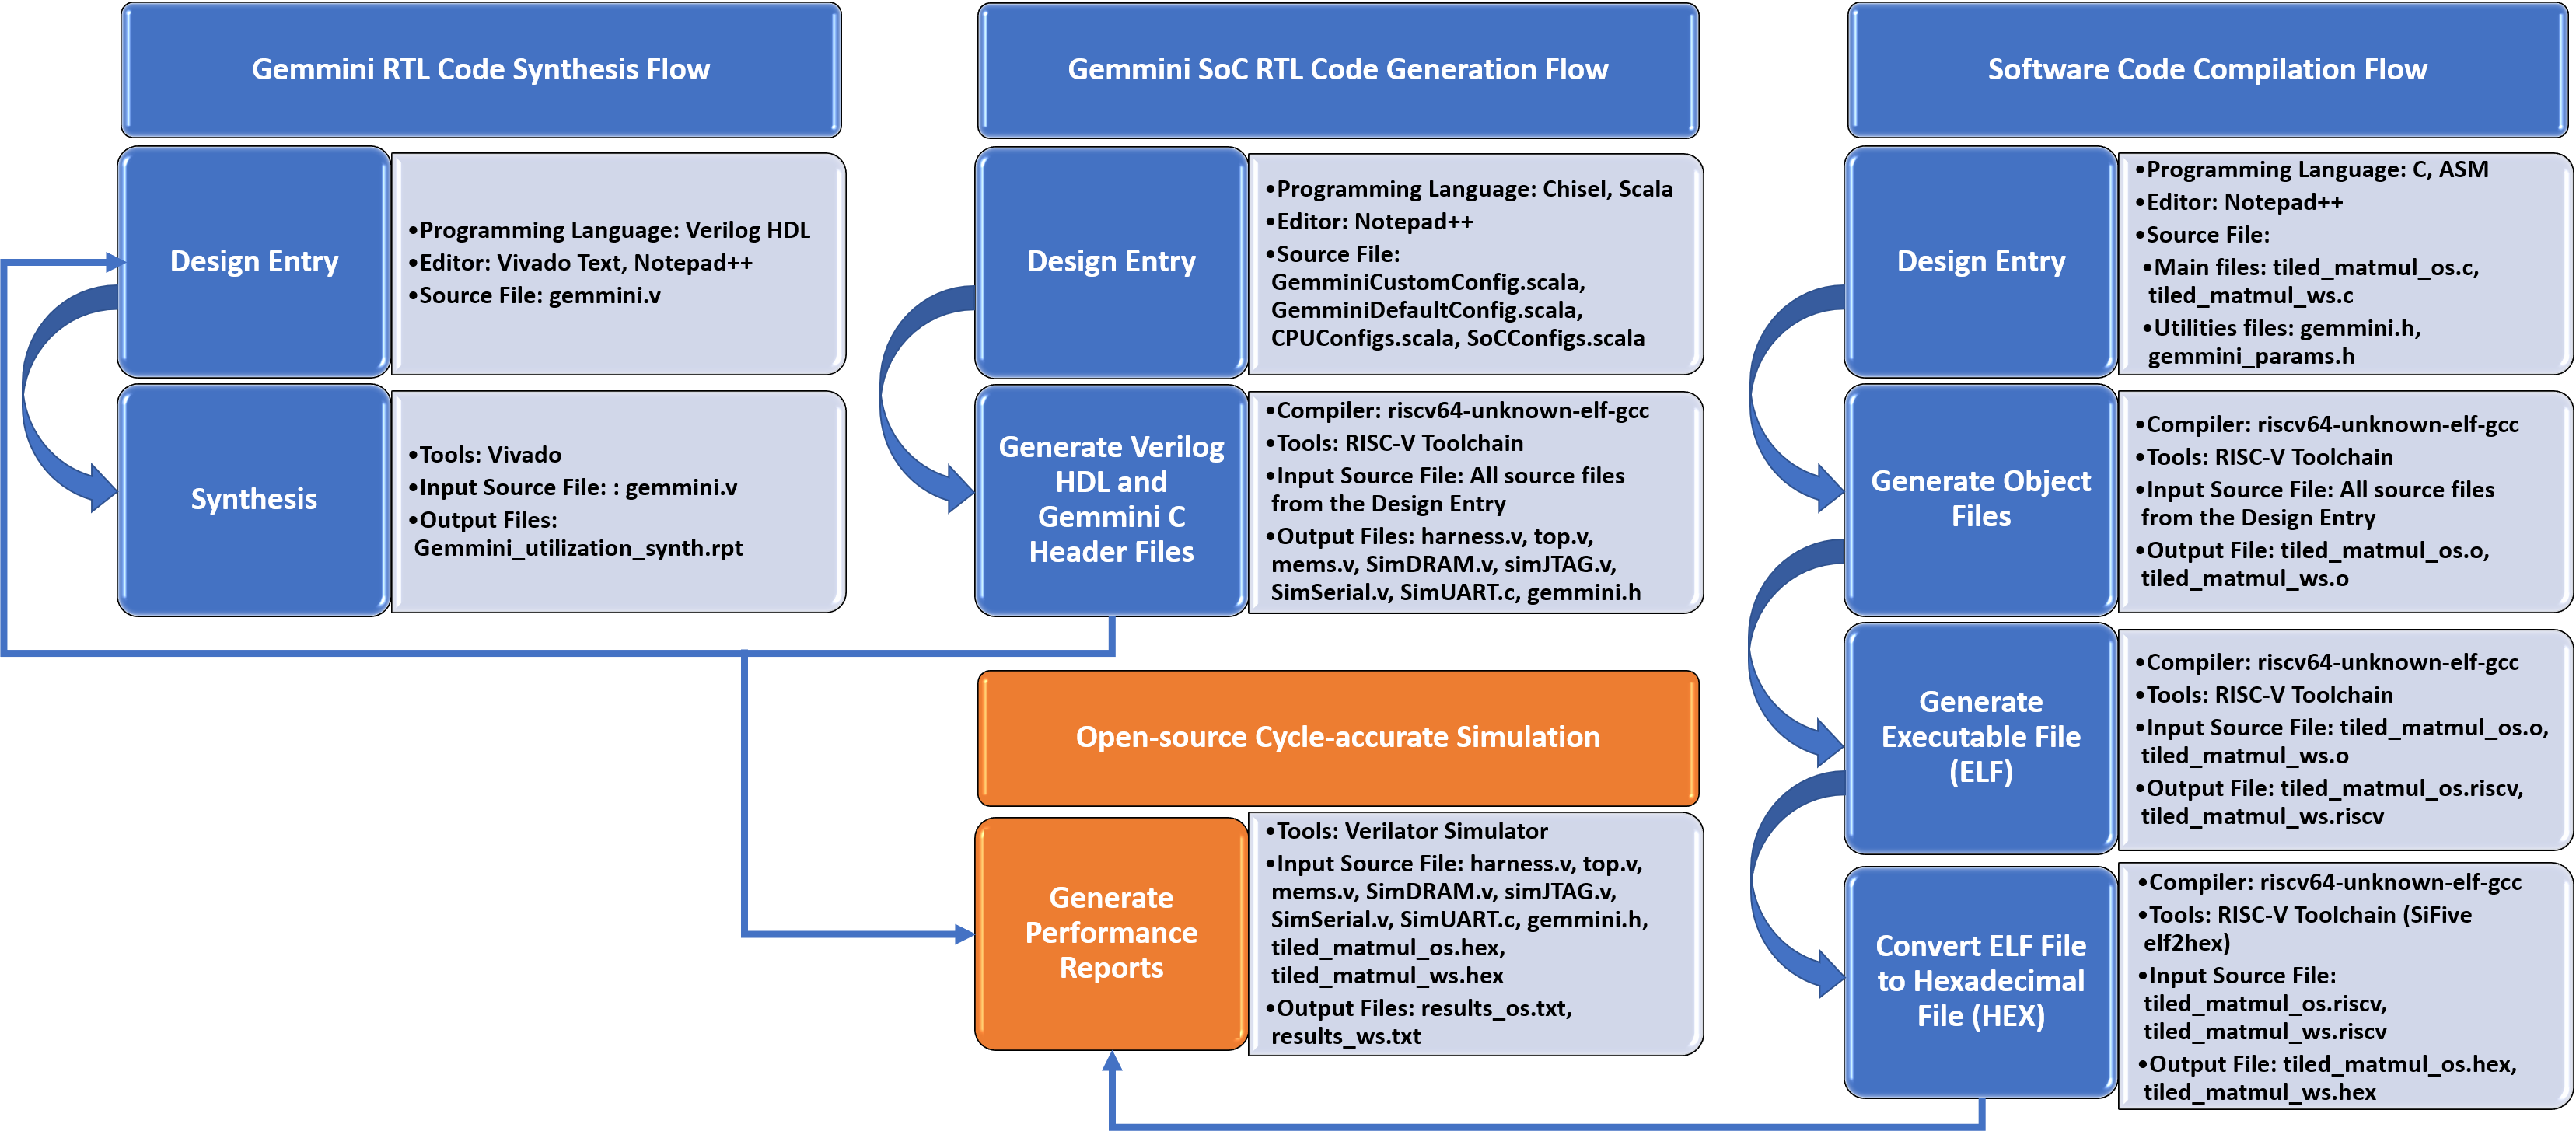 Gemmini RTL Code Synthesis Flow
Design Entry
•Programming Language: Verilog HDL
•Editor: Vivado Text, Notepad++
•Source File: gemmini.v
Synthesis
•Tools: Vivado
•Input Source File: : gemmini.v
•Output Files:
Gemmini_utilization_synth.rpt
Gemmini SoC RTL Code Generation Flow
Design Entry
•Programming Language: Chisel, Scala
•Editor: Notepad++
•Source File:
GemminiCustomConfig.scala,
GemminiDefaultConfig.scala,
CPUConfigs.scala, SoCConfigs.scala
Generate Verilog
HDL and
Gemmini C
Header Files
•Compiler: riscv64-unknown-elf-gcc
•Tools: RISC-V Toolchain
•Input Source File: All source files
from the Design Entry
•Output Files: harness.v, top.v,
mems.v, SimDRAM.v, simJTAG.v,
SimSerial.v, SimUART.c, gemmini.h
Open-source Cycle-accurate Simulation
Generate
Performance
Reports
•Tools: Verilator Simulator
•Input Source File: harness.v, top.v,
mems.v, SimDRAM.v, simJTAG.v,
SimSerial.v, SimUART.c, gemmini.h,
tiled_matmul_os.hex,
tiled_matmul_ws.hex
•Output Files: results_os.txt,
results_ws.txt
Software Code Compilation Flow
Design Entry
•Programming Language: C, ASM
•Editor: Notepad++
•Source File:
•Main files: tiled_matmul_os.c,
tiled_matmul_ws.c
•Utilities files: gemmini.h,
gemmini_params.h
Generate Object
Files
•Compiler: riscv64-unknown-elf-gcc
•Tools: RISC-V Toolchain
•Input Source File: All source files
from the Design Entry
•Output File: tiled_matmul_os.o,
tiled_matmul_ws.o
Generate
Executable File
(ELF)
•Compiler: riscv64-unknown-elf-gcc
•Tools: RISC-V Toolchain
•Input Source File: tiled_matmul_os.o,
tiled_matmul_ws.o
•Output File: tiled_matmul_os.riscv,
tiled_matmul_ws.riscv
Convert ELF File
to Hexadecimal
File (HEX)
•Compiler: riscv64-unknown-elf-gcc
•Tools: RISC-V Toolchain (SiFive
elf2hex)
•Input Source File:
tiled_matmul_os.riscv,
tiled_matmul_ws.riscv
•Output File: tiled_matmul_os.hex,
tiled_matmul_ws.hex